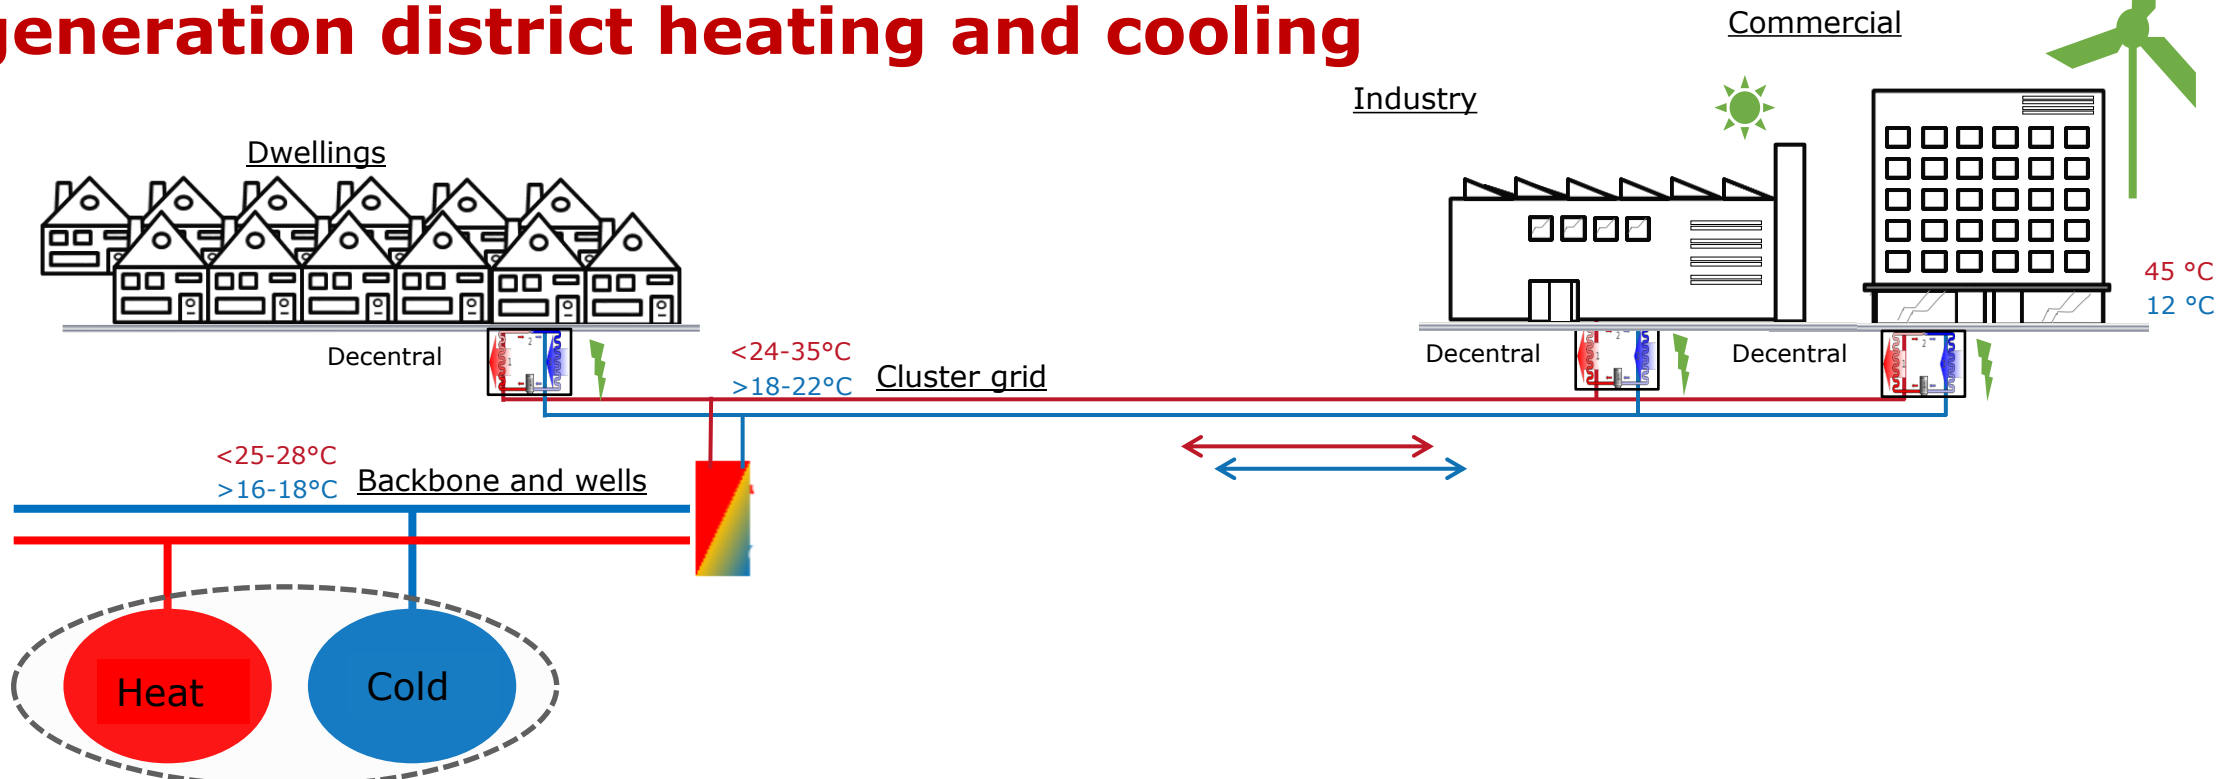 generation district heating and cooling
Commercial
Industry
Dwellings
45 °C
12 °C
Decentral
<24-35°C
>18-22°C
Cluster grid
Decentral
Decentral
<25-28°C
>16-18°C
Backbone and wells
Heat
Cold